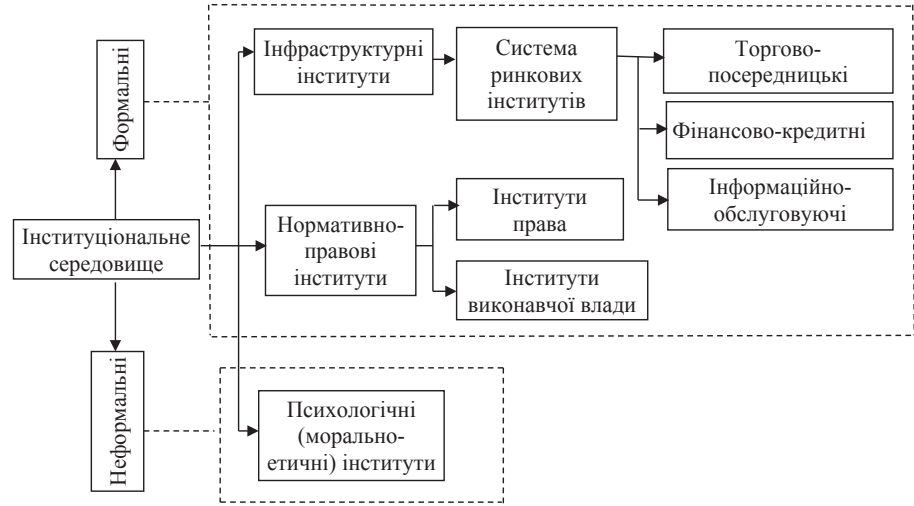 Формальні
Інфраструктурні
інститути
Система
ринкових
інститутів
Торгово-
посередницькі
Фінансово-кредитні
Інформаційно-
обслуговуючі
Інституціональне
середовище
Нормативно-
правові
інститути
Інститути
права
Інститути
виконавчої влади
Неформальні
Психологічні
(морально-
етичні) інститути